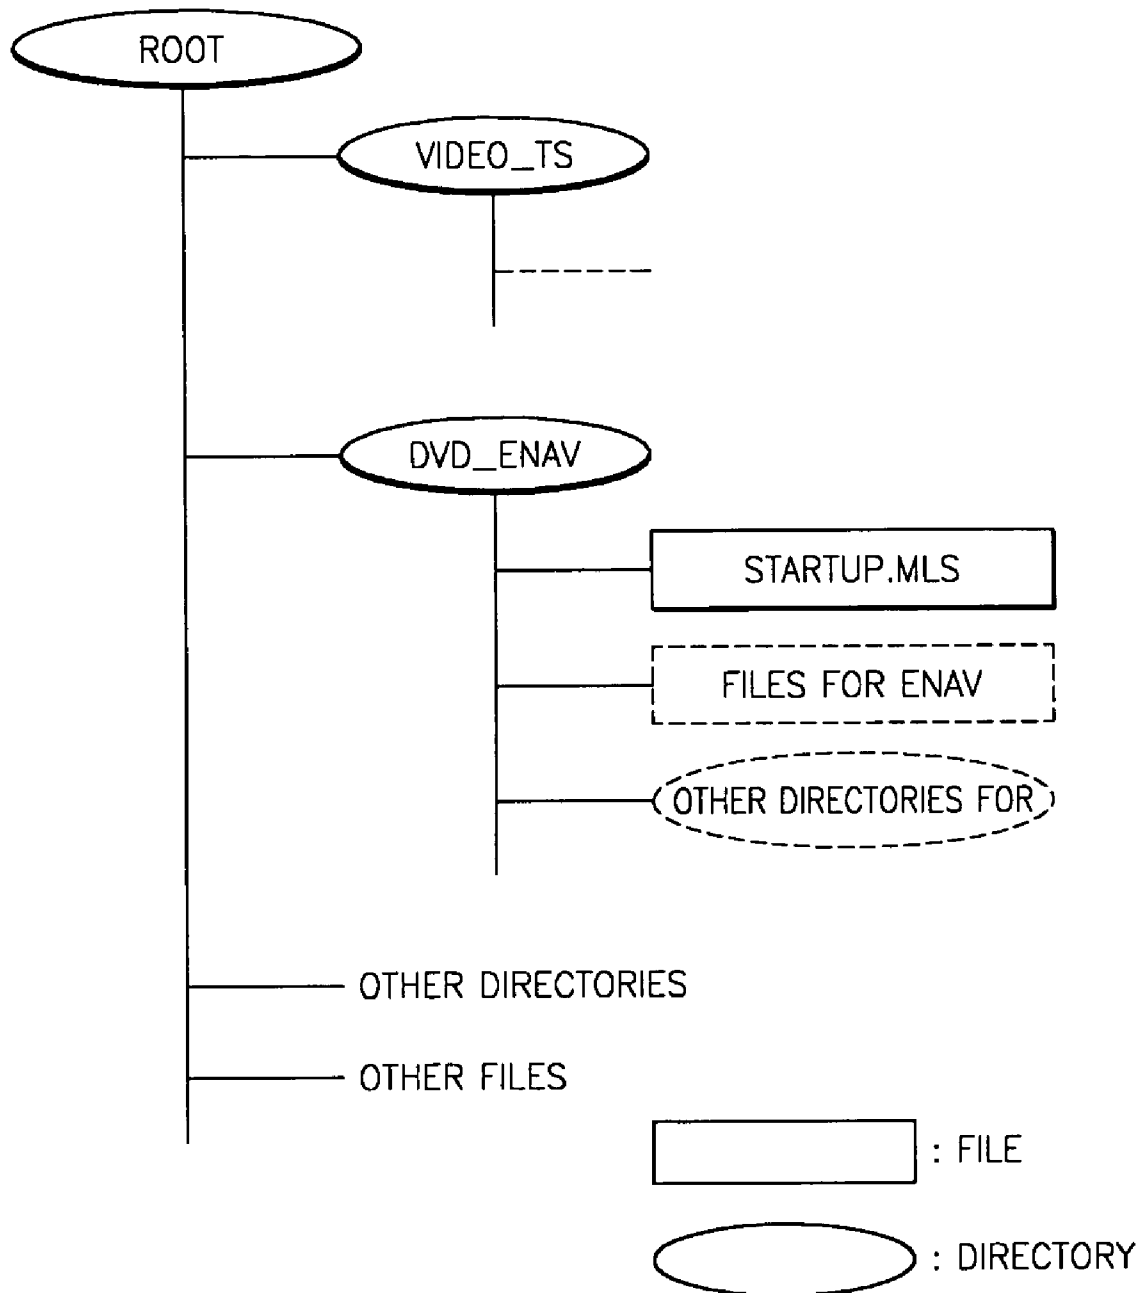 ROOT
VIDEO_TS
DVD_ENAV
STARTUP.MLS
FILES FOR ENAV
OTHER DIRECTORIES FOR
OTHER DIRECTORIES
OTHER FILES
: FILE
: DIRECTORY